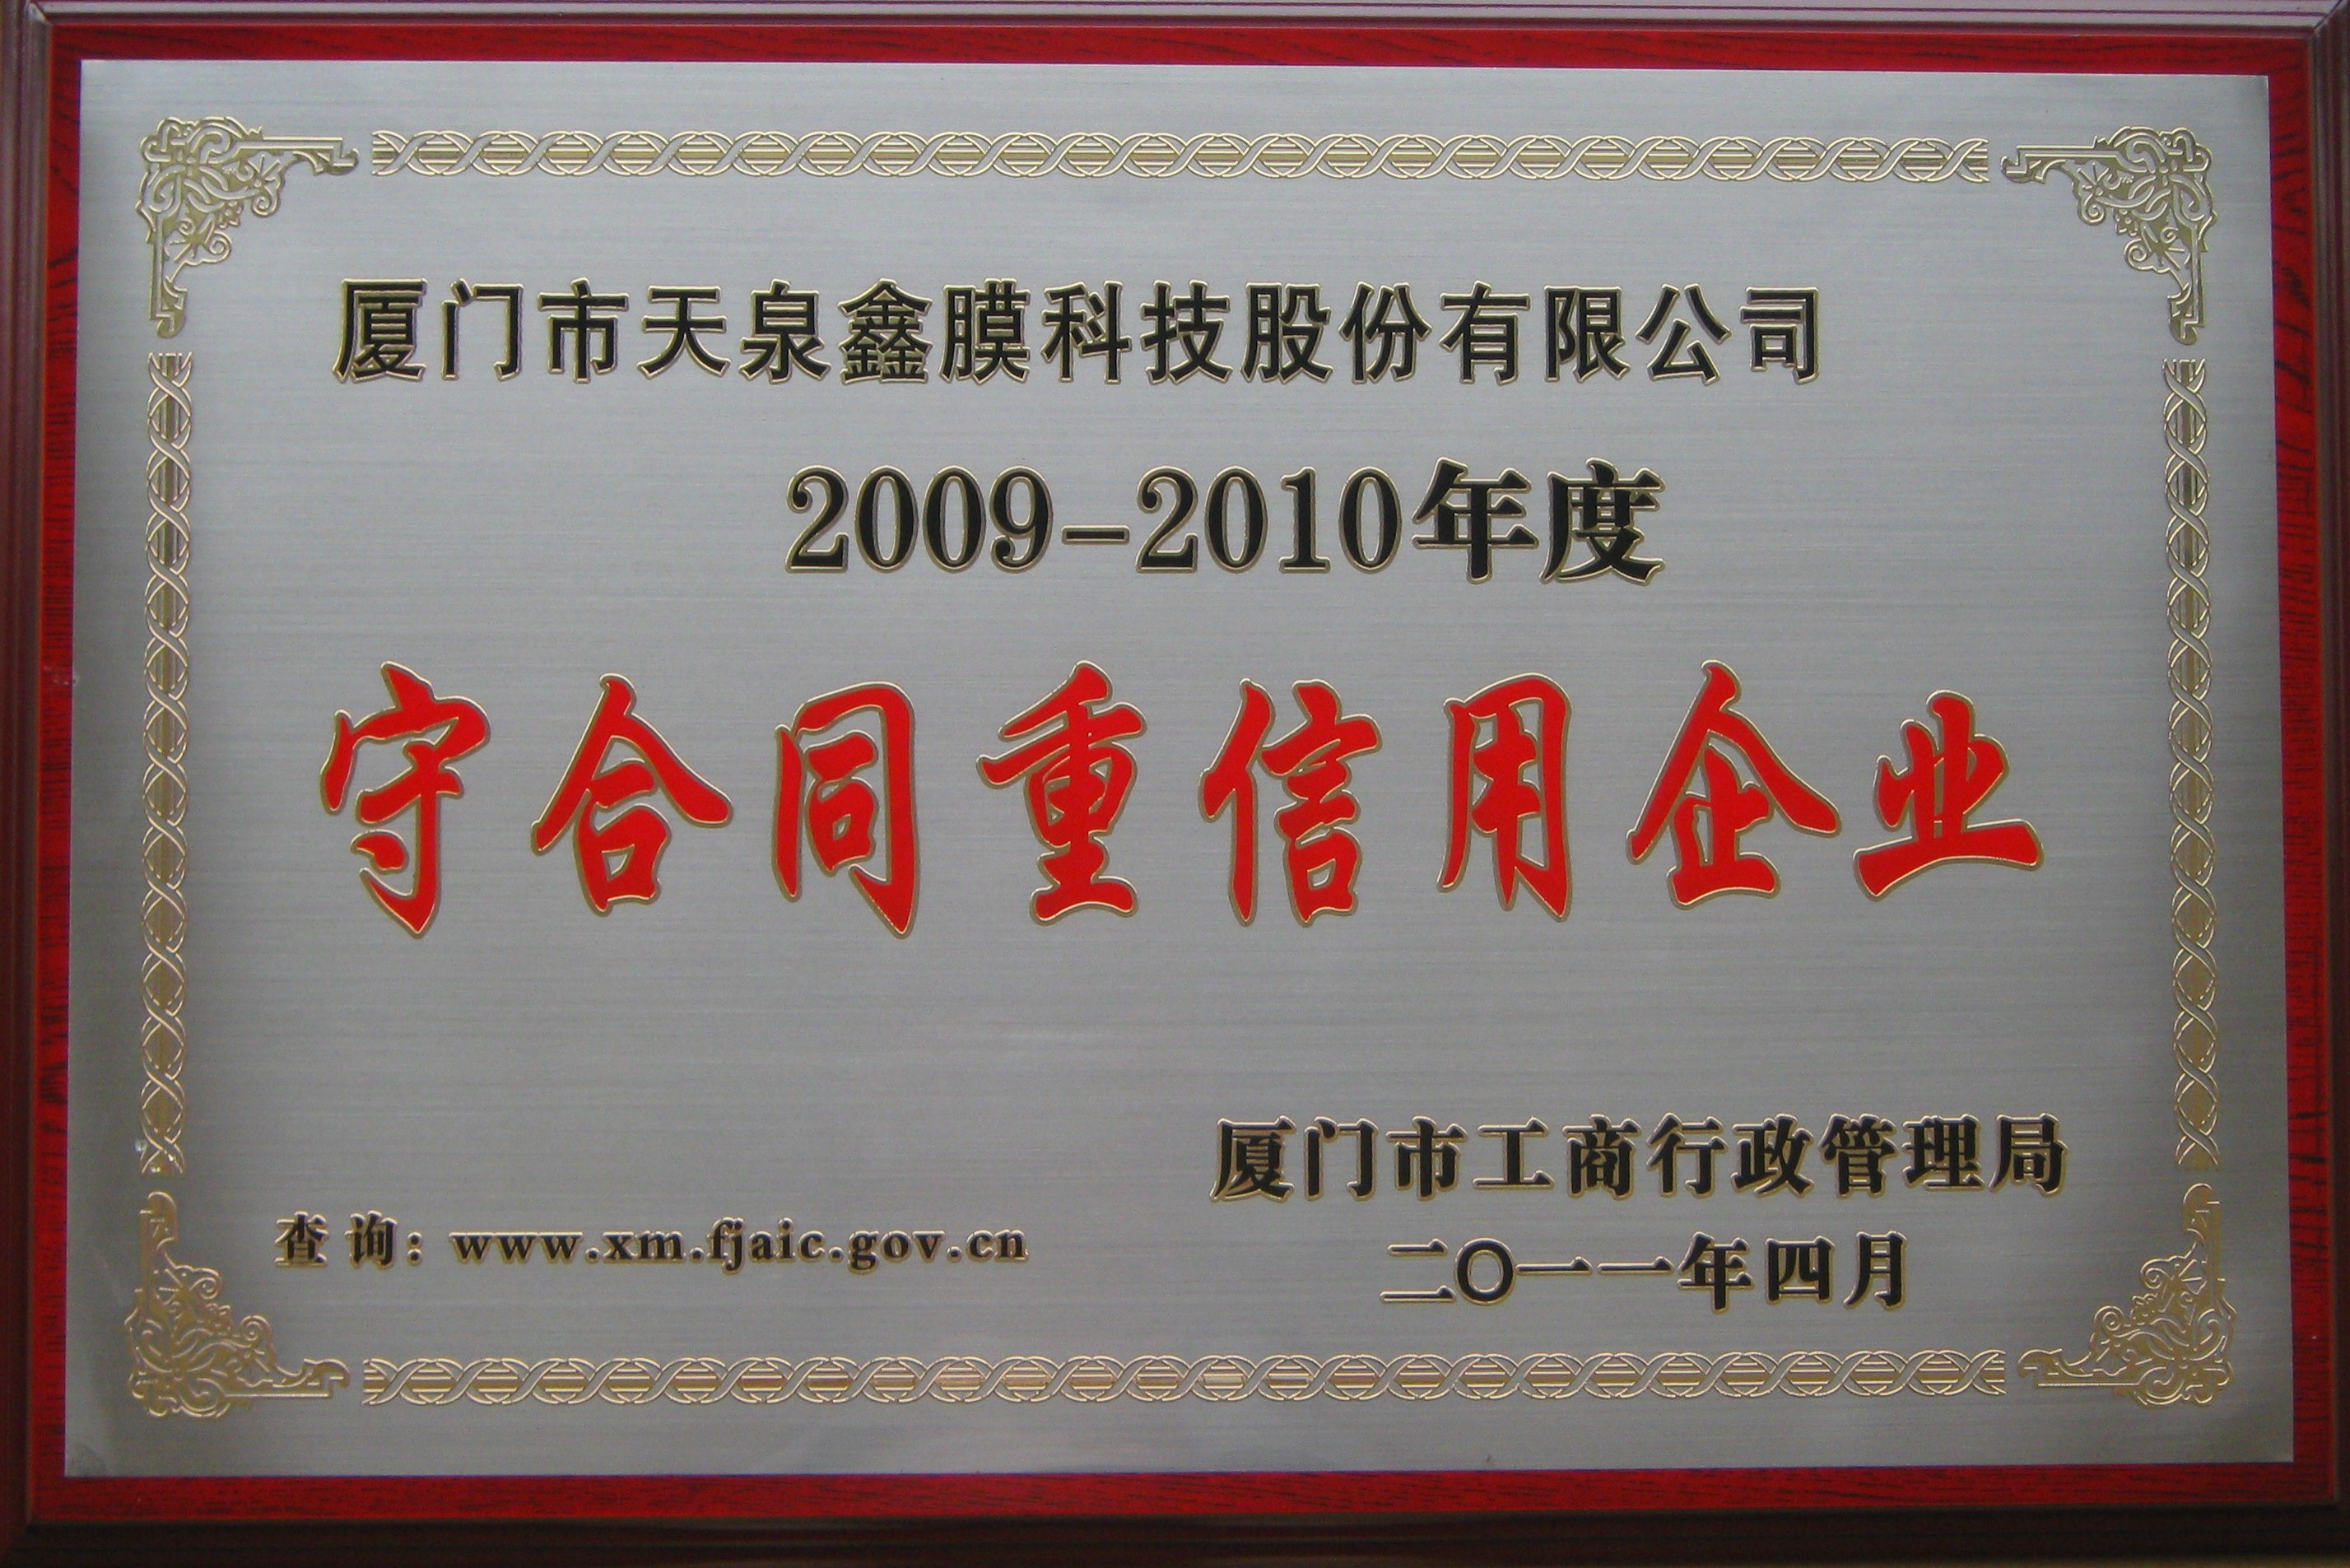 厦门市天泉鑫膜科技股份有限公司
2009-2010年度
守合同重信用企业
厦门市工商行政管理局
查询：www.xm.fjaic.gov.cn
二〇一一年四月